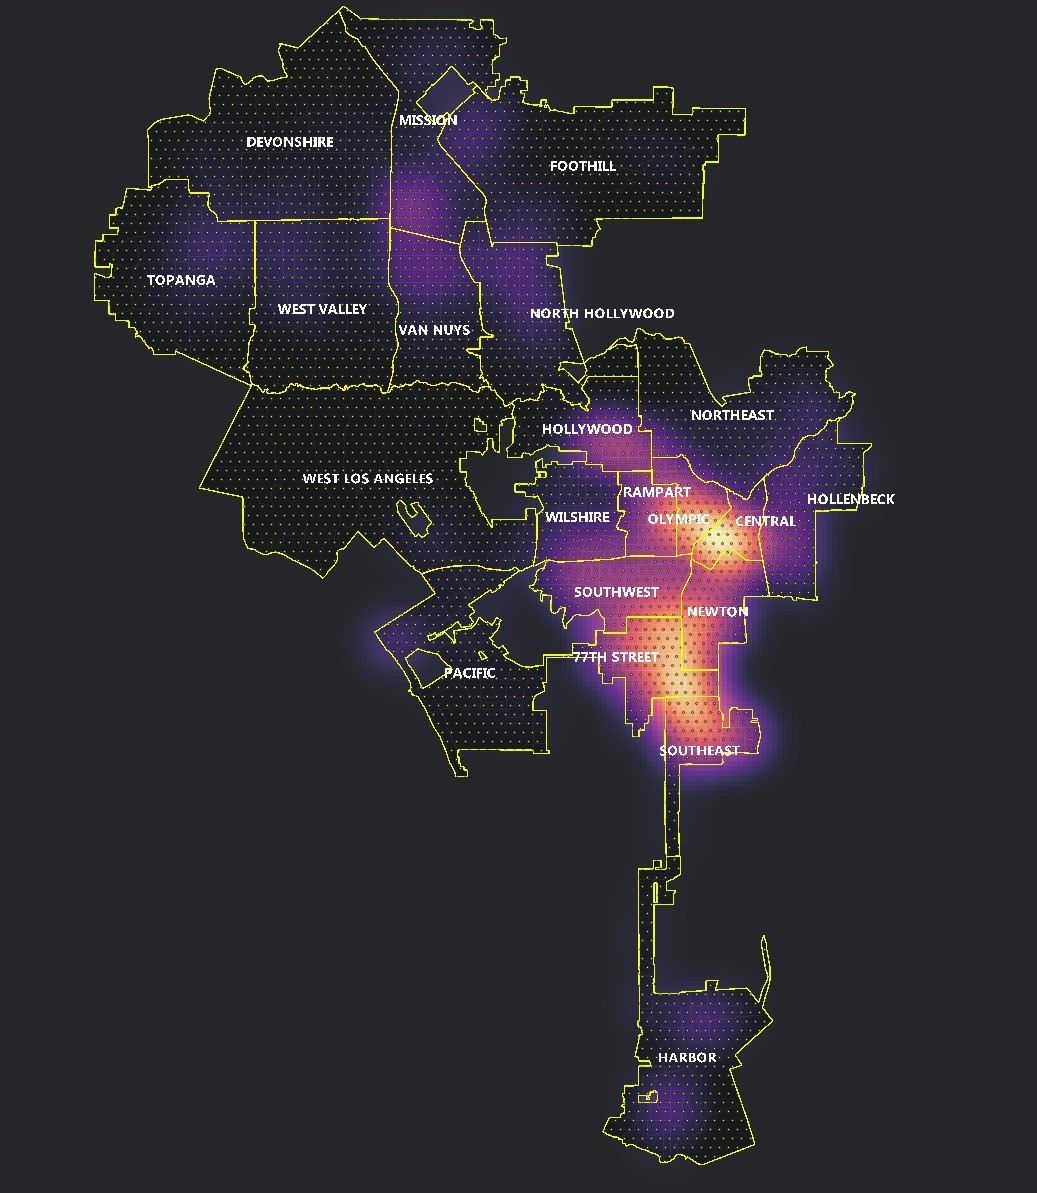 MISSION
DEVONSHIRE
FOOTHILL
TOPANGA
WEST VALLEY
NORTH HOLLYWOOD
VAN NUYS
NORTHEAST
HOLLYWOOD
WEST LOS ANGELES
RAMPART
HOLLENBECK
WILSHIRE
OLYMPIC
CENTRAL
SOUTHWEST
NEWTON
77TH STREET
PACIFIC
SOUTHEAST
HARBOR